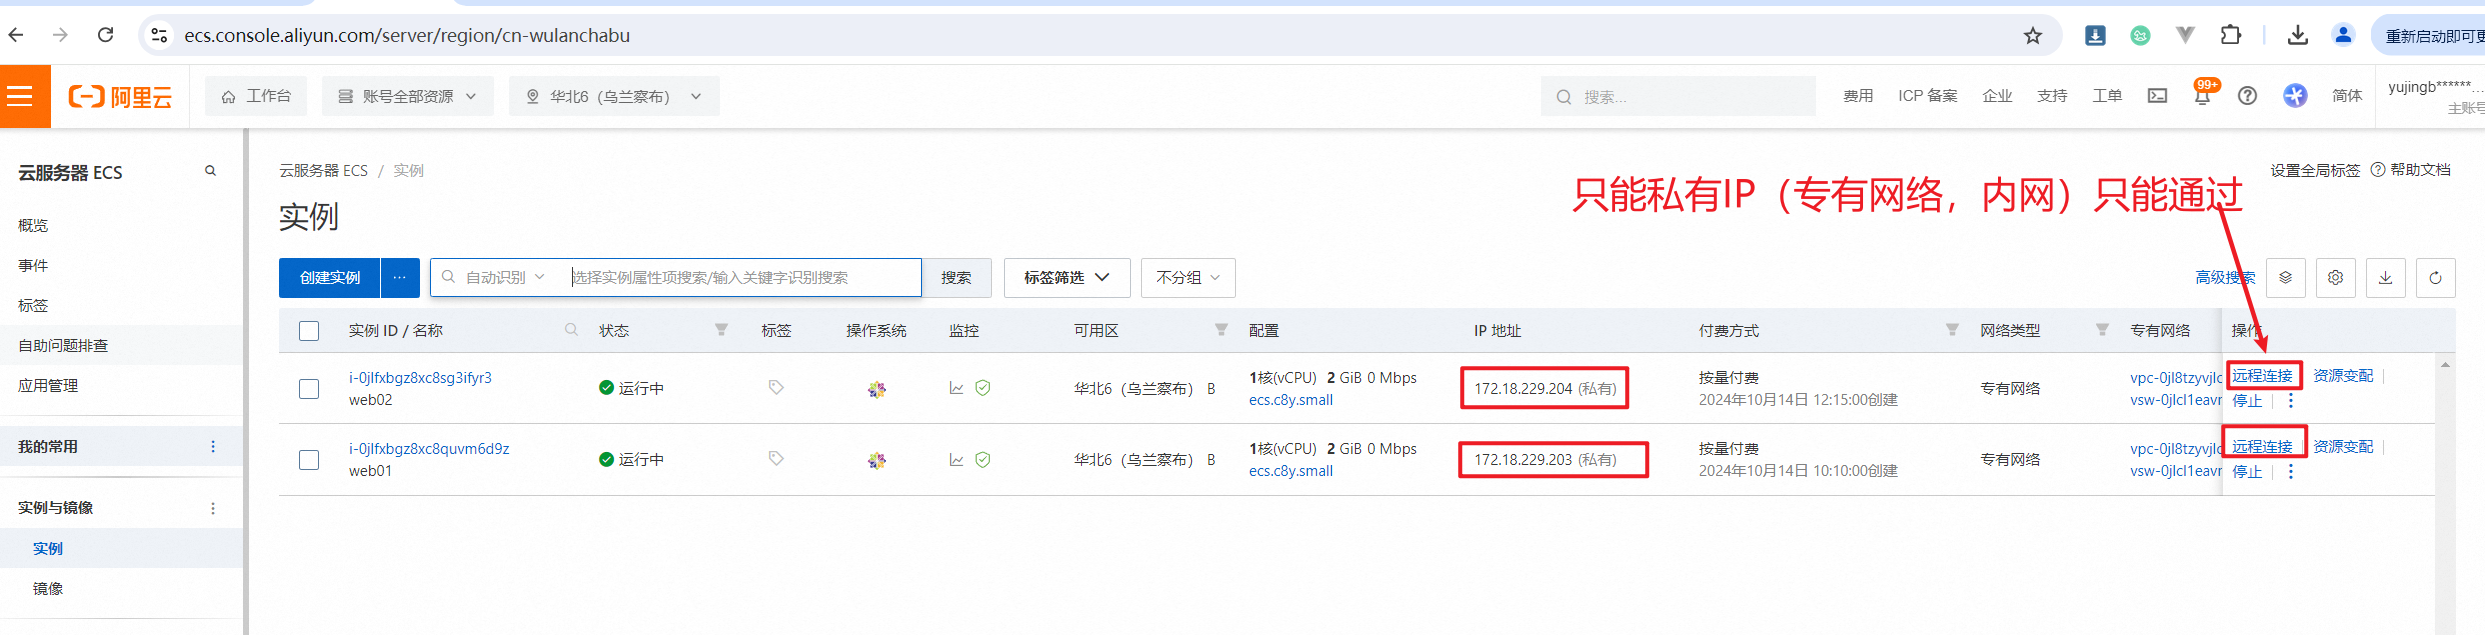 ecs.console.aliyun.com/server/region/cn-wulanchabu
重新启动即可更
阿里云
工作台
账号全部资源
华北6（乌兰察布）
搜索...
费用
ICP 备案
企业
支持
工单
99+
简体
yujingb******...
主账号
云服务器 ECS
概览
事件
标签
自助问题排查
应用管理
我的常用
实例与镜像
实例
镜像
云服务器 ECS / 实例
设置全局标签 帮助文档
只能私有IP（专有网络，内网）只能通过
实例
创建实例 ... 自动识别 选择实例属性项搜索/输入关键字识别搜索 搜索 标签筛选 不分组 高级搜索
实例 ID / 名称 状态 标签 操作系统 监控 可用区 配置 IP 地址 付费方式 网络类型 专有网络 操作
i-0jlfxbgz8xc8sg3ifyr3
web02
运行中
华北6（乌兰察布） B
1核(vCPU) 2 GiB 0 Mbps
ecs.c8y.small
172.18.229.204 (私有)
按量付费
2024年10月14日 12:15:00创建
专有网络
vpc-0jl8tzyvjlc
vsw-0jlcl1eavr
远程连接 资源变配
停止
i-0jlfxbgz8xc8quvm6d9z
web01
运行中
华北6（乌兰察布） B
1核(vCPU) 2 GiB 0 Mbps
ecs.c8y.small
172.18.229.203 (私有)
按量付费
2024年10月14日 10:10:00创建
专有网络
vpc-0jl8tzyvjlc
vsw-0jlcl1eavr
远程连接 资源变配
停止